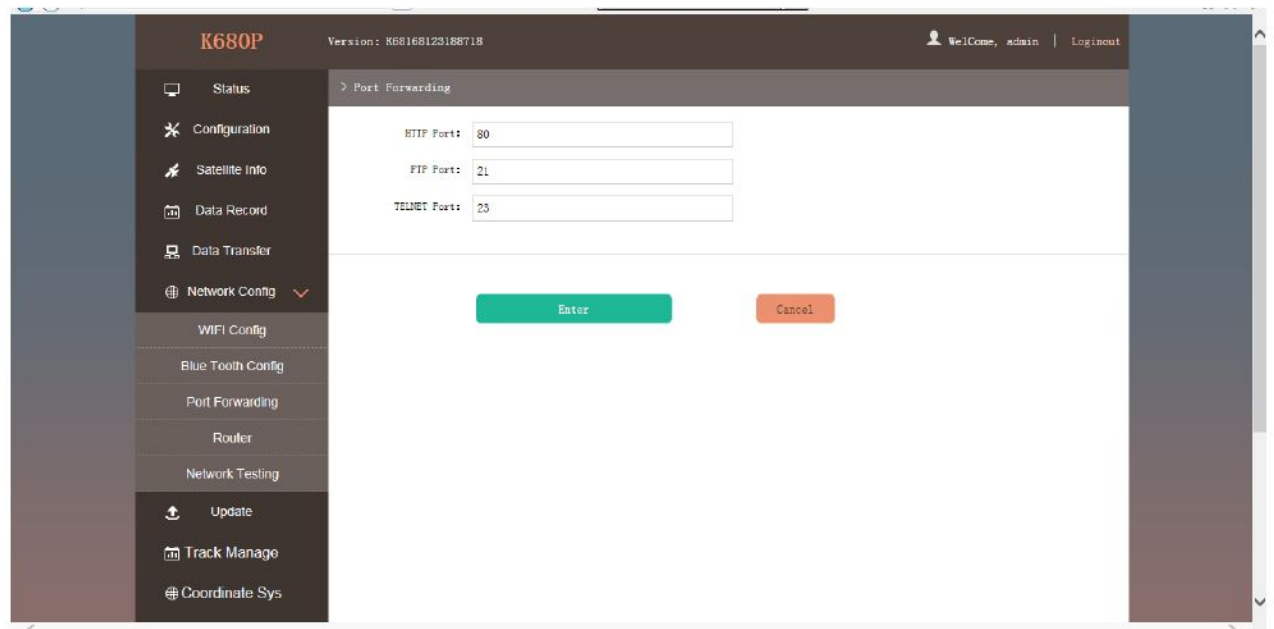 K680P
Version: K68168123188718
WelCome, admin | Loginout
Status
Configuration
Satellite Info
Data Record
Data Transfer
Network Config
WIFI Config
Blue Tooth Config
Port Forwarding
Router
Network Testing
Update
Track Manage
Coordinate Sys
> Port Forwarding
HTTP Port: 80
FTP Port: 21
TELNET Port: 23
Enter
Cancel